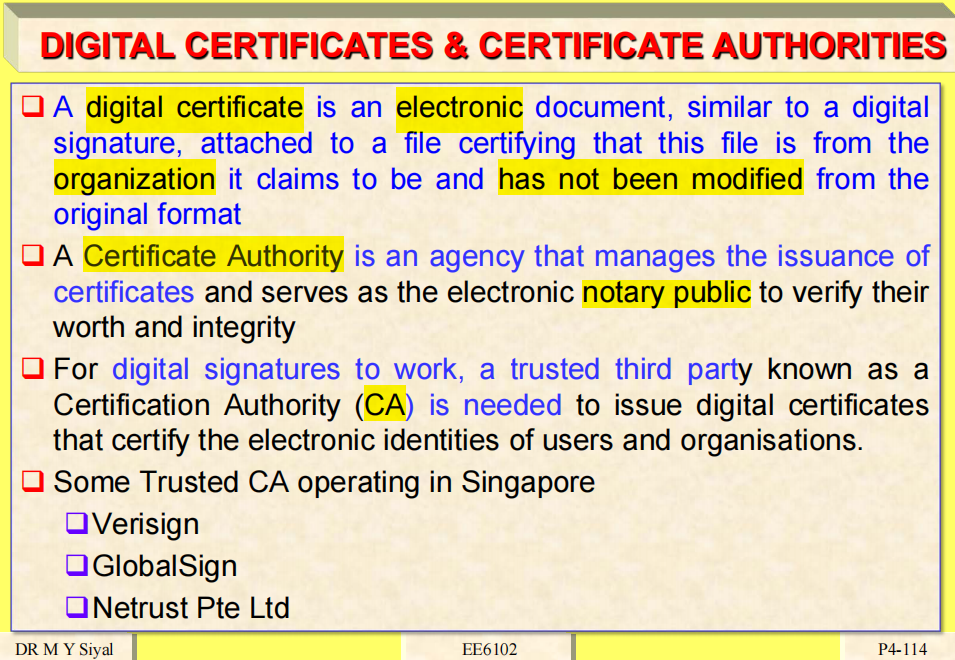 DIGITAL CERTIFICATES & CERTIFICATE AUTHORITIES
A digital certificate is an electronic document, similar to a digital
signature, attached to a file certifying that this file is from the
organization it claims to be and has not been modified from the
original format
A Certificate Authority is an agency that manages the issuance of
certificates and serves as the electronic notary public to verify their
worth and integrity
For digital signatures to work, a trusted third party known as a
Certification Authority (CA) is needed to issue digital certificates
that certify the electronic identities of users and organisations.
Some Trusted CA operating in Singapore
Verisign
GlobalSign
Netrust Pte Ltd
DR M Y Siyal EE6102 P4-114